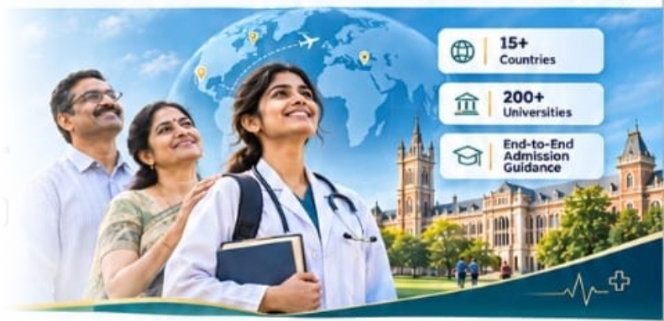 15+
Countries
200+
Universities
End-to-End
Admission
Guidance